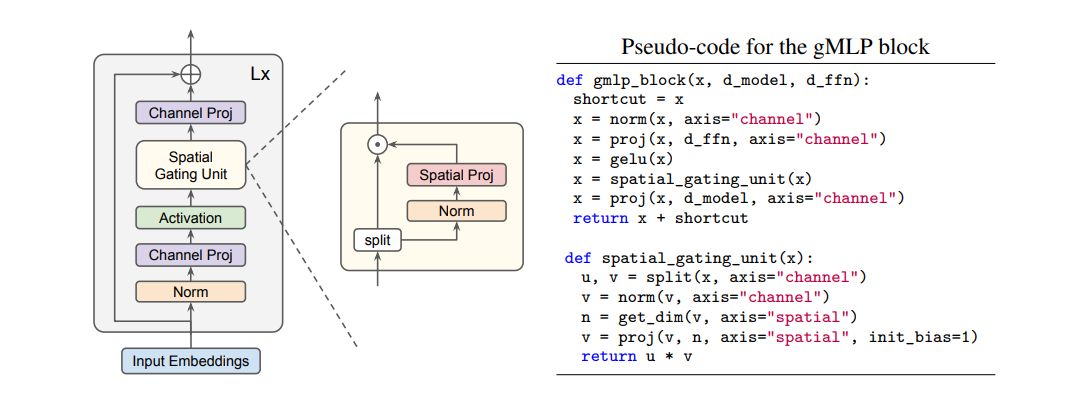 Lx
Channel Proj
Spatial
Gating Unit
Activation
Channel Proj
Norm
Input Embeddings
Spatial Proj
Norm
split
Pseudo-code for the gMLP block
def gmlp_block(x, d_model, d_ffn):
  shortcut = x
  x = norm(x, axis="channel")
  x = proj(x, d_ffn, axis="channel")
  x = gelu(x)
  x = spatial_gating_unit(x)
  x = proj(x, d_model, axis="channel")
  return x + shortcut
def spatial_gating_unit(x):
  u, v = split(x, axis="channel")
  v = norm(v, axis="channel")
  n = get_dim(v, axis="spatial")
  v = proj(v, n, axis="spatial", init_bias=1)
  return u * v